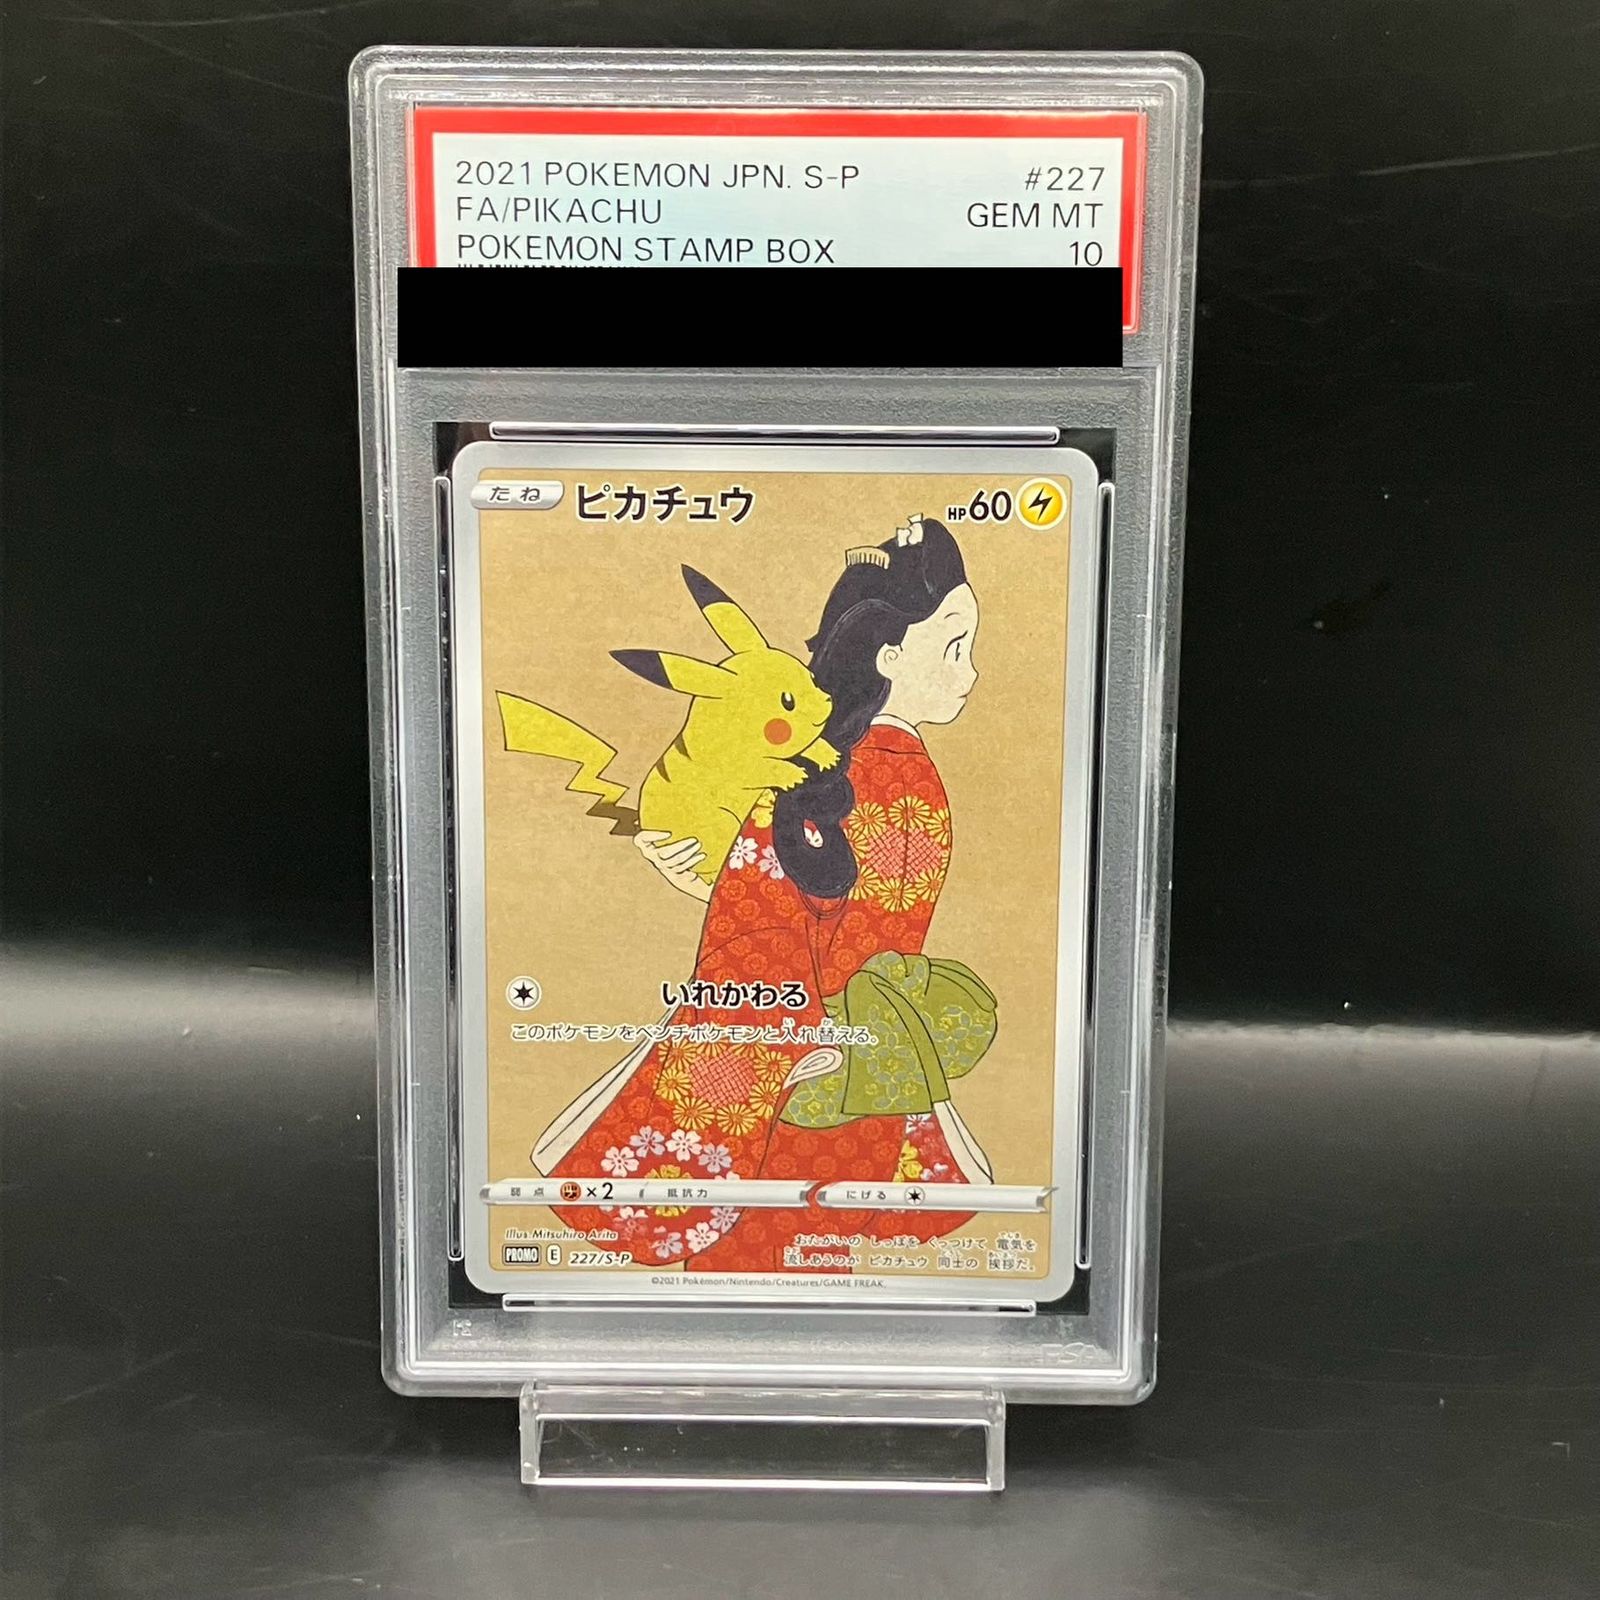 2021 POKEMON JPN. S-P #227
FA/PIKACHU GEM MT
POKEMON STAMP BOX 10
たね ピカチュウ HP60
いれかわる
このポケモンをベンチポケモンと入れ替える。
弱点 ×2 抵抗力 にげる
Illus. Mitsuhiro Arita
PROMO E 227/S-P
おたがいの しっぽを くっつけて 電気を
流しあうのが ピカチュウ 同士の 挨拶だ。
©2021 Pokémon/Nintendo/Creatures/GAME FREAK.
PSA